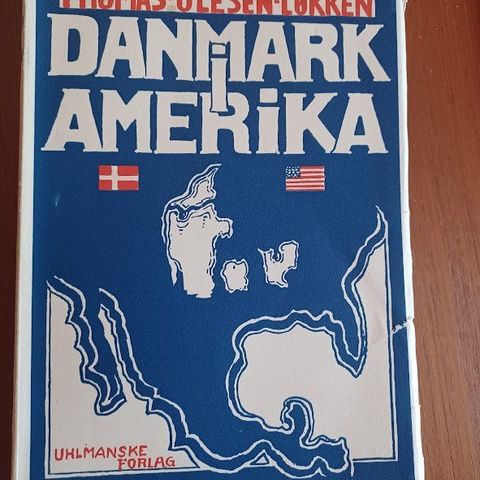 THOMAS OLESEN-LØKKEN
DANMARK
i
AMERiKA
UHLMANSKE
FORLAG